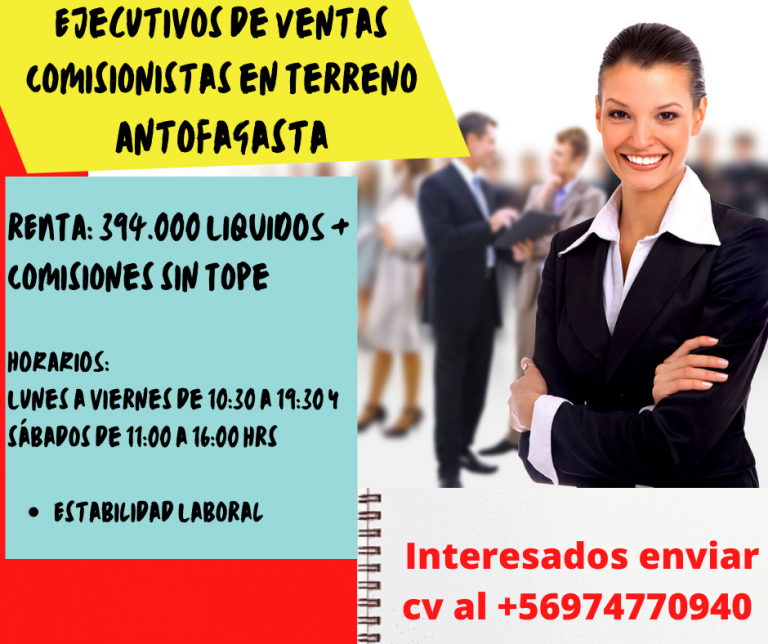 EJECUTIVOS DE VENTAS
COMISIONISTAS EN TERRENO
ANTOFAGASTA
RENTA: 394.000 LIQUIDOS +
COMISIONES SIN TOPE
HORARIOS:
LUNES A VIERNES DE 10:30 A 19:30 Y
SÁBADOS DE 11:00 A 16:00 HRS
• ESTABILIDAD LABORAL
Interesados enviar
cv al +56974770940